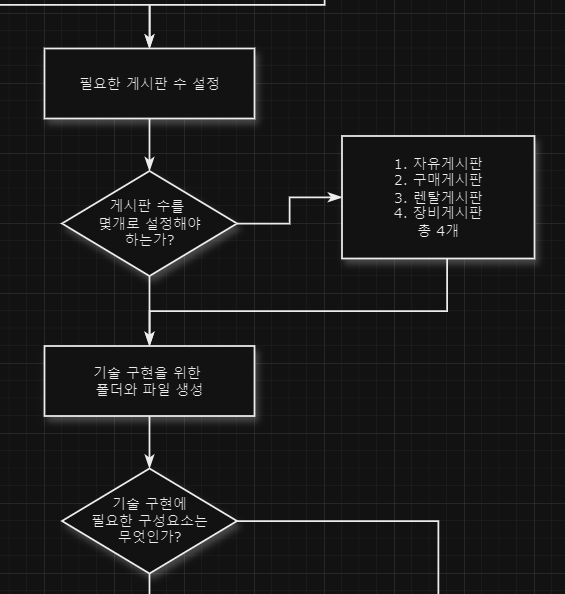 필요한 게시판 수 설정
게시판 수를
몇개로 설정해야
하는가?
1. 자유게시판
2. 구매게시판
3. 렌탈게시판
4. 장비게시판
총 4개
기술 구현을 위한
폴더와 파일 생성
기술 구현에
필요한 구성요소는
무엇인가?